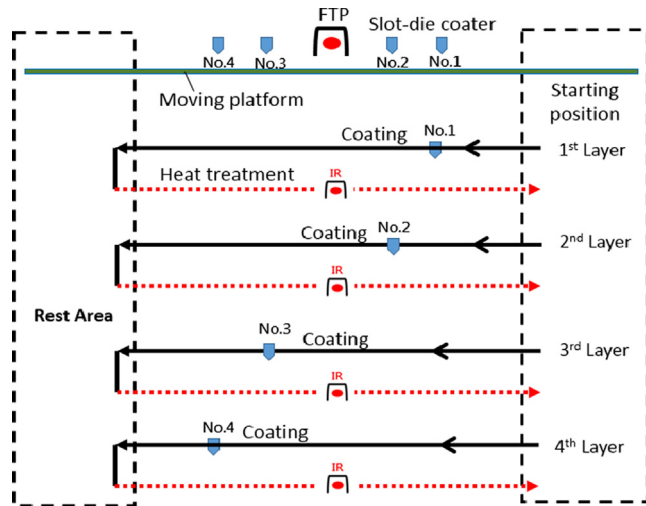 FTP
Slot-die coater
No.4
No.3
No.2
No.1
Moving platform
Starting
position
Coating
No.1
1st Layer
Heat treatment
IR
No.2
Coating
2nd Layer
IR
Rest Area
No.3
Coating
3rd Layer
IR
No.4
Coating
4th Layer
IR